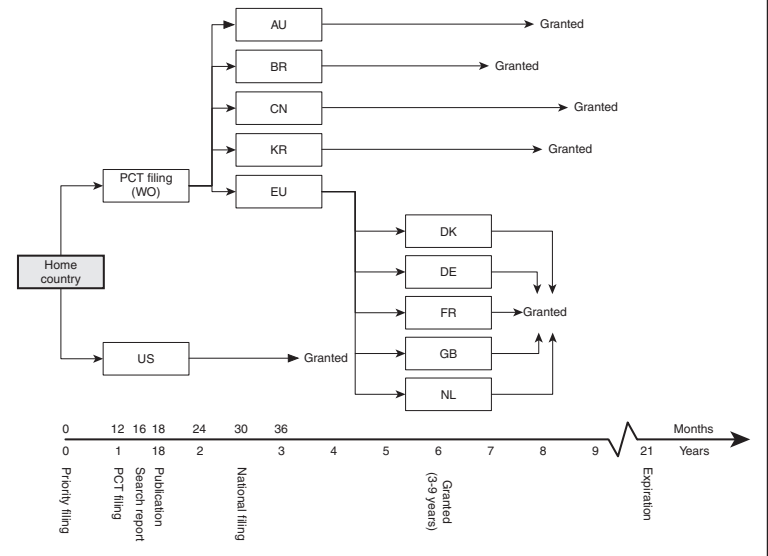 AU
Granted
BR
Granted
CN
Granted
KR
Granted
PCT filing
(WO)
EU
DK
Home
country
DE
FR
Granted
US
Granted
GB
NL
0 12 16 18 24 30 36 Months
0 1 18 2 3 4 5 6 7 8 9 21 Years
Priority filing
PCT filing
Search report
Publication
National filing
Granted
(3-9 years)
Expiration